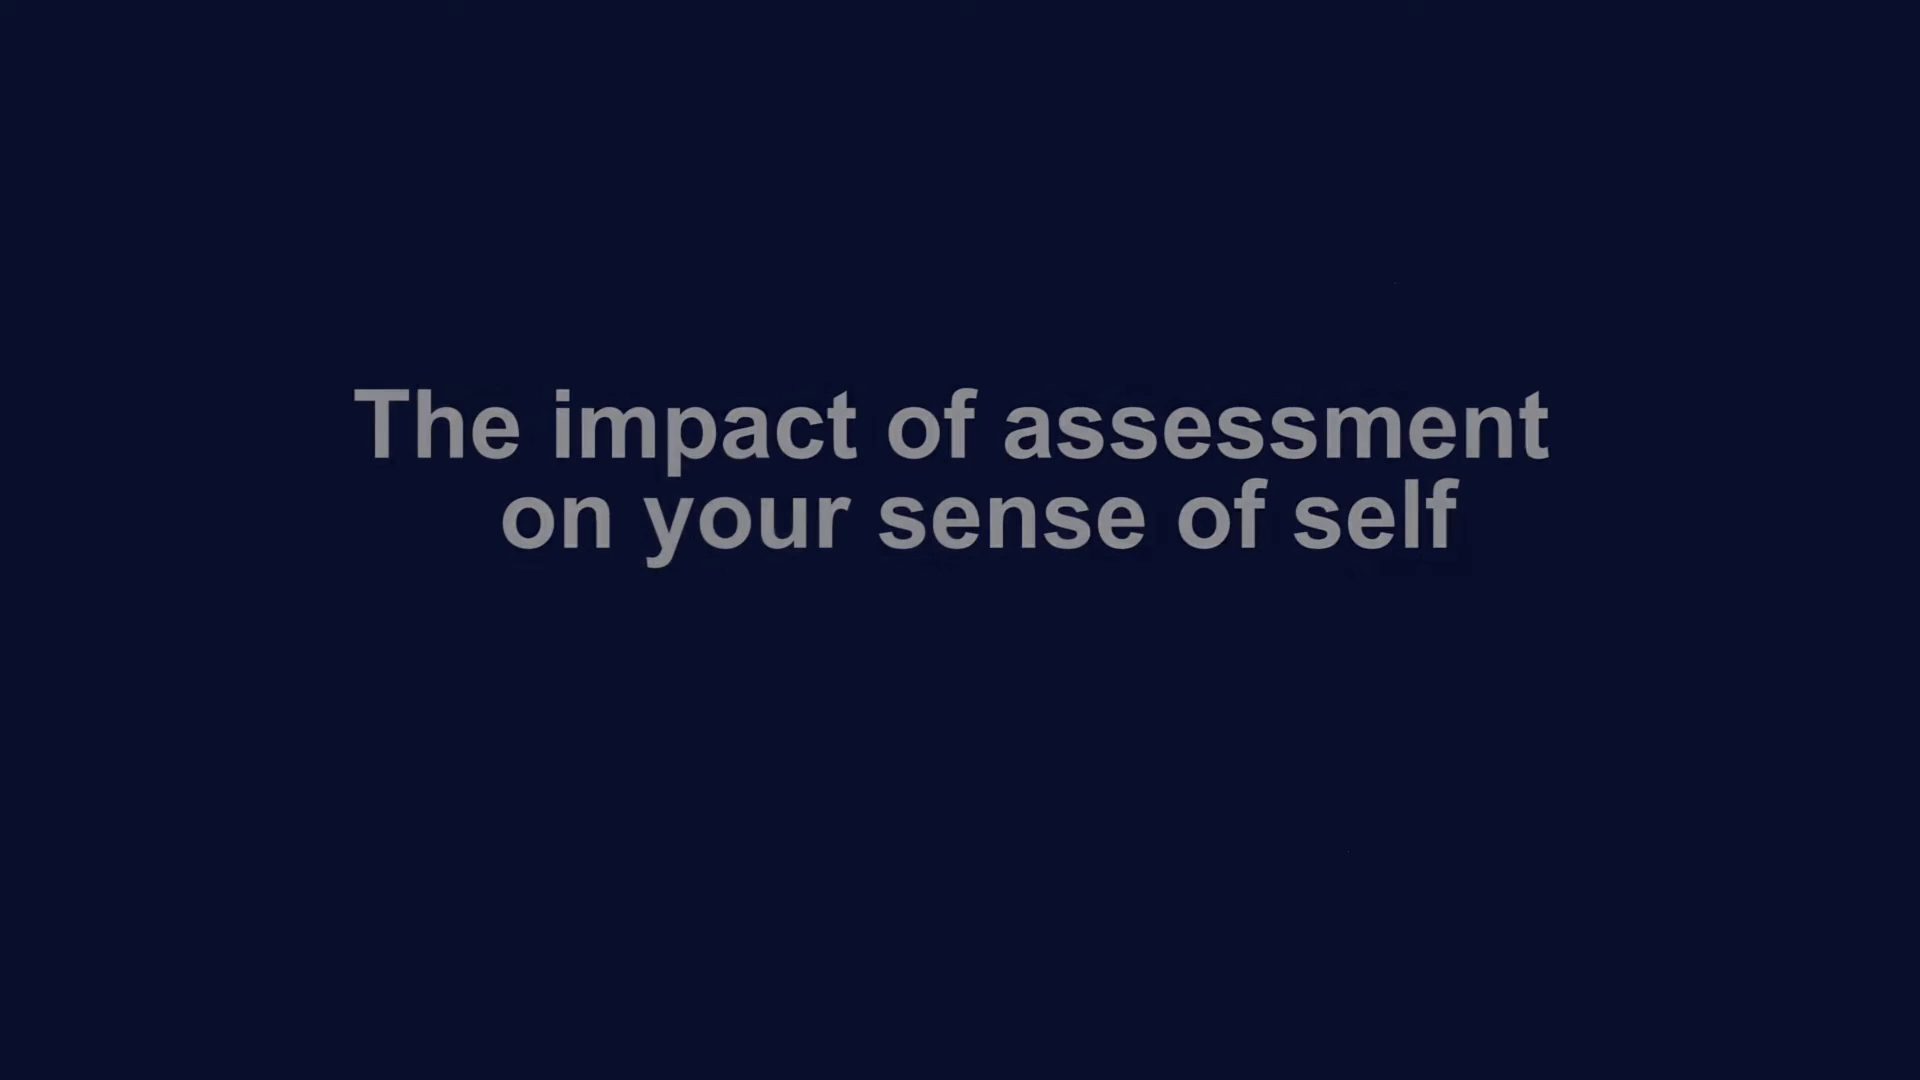 The impact of assessment
on your sense of self